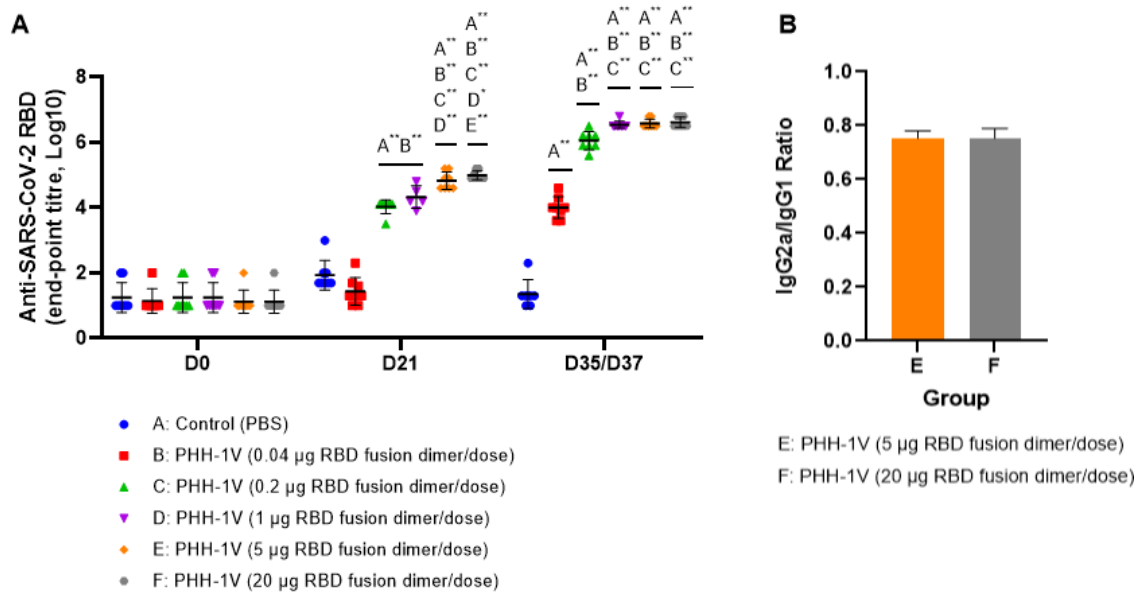 A
Anti-SARS-CoV-2 RBD
(end-point titre, Log10)
8
6
4
2
0
D0
D21
D35/D37
A** B**
A**
B**
C**
D**
A**
B**
C**
D*
E**
A**
A**
B**
A**
B**
C**
A**
B**
C**
A**
B**
C**
A: Control (PBS)
B: PHH-1V (0.04 µg RBD fusion dimer/dose)
C: PHH-1V (0.2 µg RBD fusion dimer/dose)
D: PHH-1V (1 µg RBD fusion dimer/dose)
E: PHH-1V (5 µg RBD fusion dimer/dose)
F: PHH-1V (20 µg RBD fusion dimer/dose)
B
IgG2a/IgG1 Ratio
1.0
0.8
0.6
0.4
0.2
0.0
E
F
Group
E: PHH-1V (5 µg RBD fusion dimer/dose)
F: PHH-1V (20 µg RBD fusion dimer/dose)